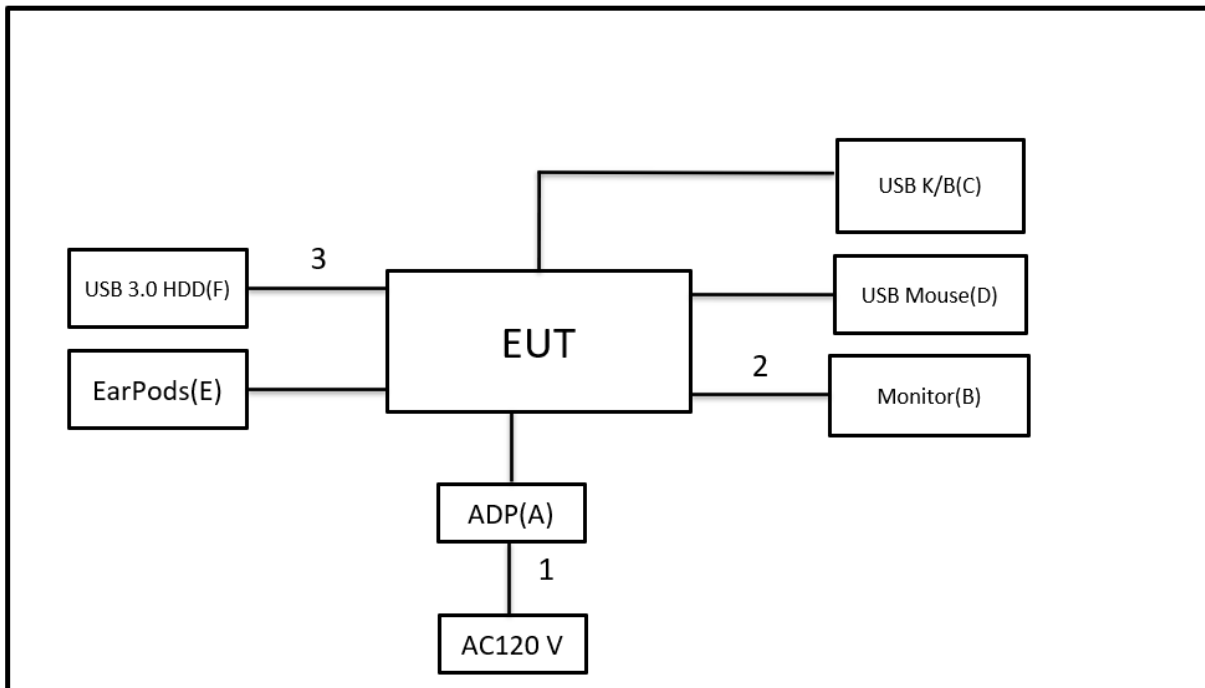 USB K/B(C)
3
USB 3.0 HDD(F)
EUT
USB Mouse(D)
EarPods(E)
2
Monitor(B)
ADP(A)
1
AC120 V